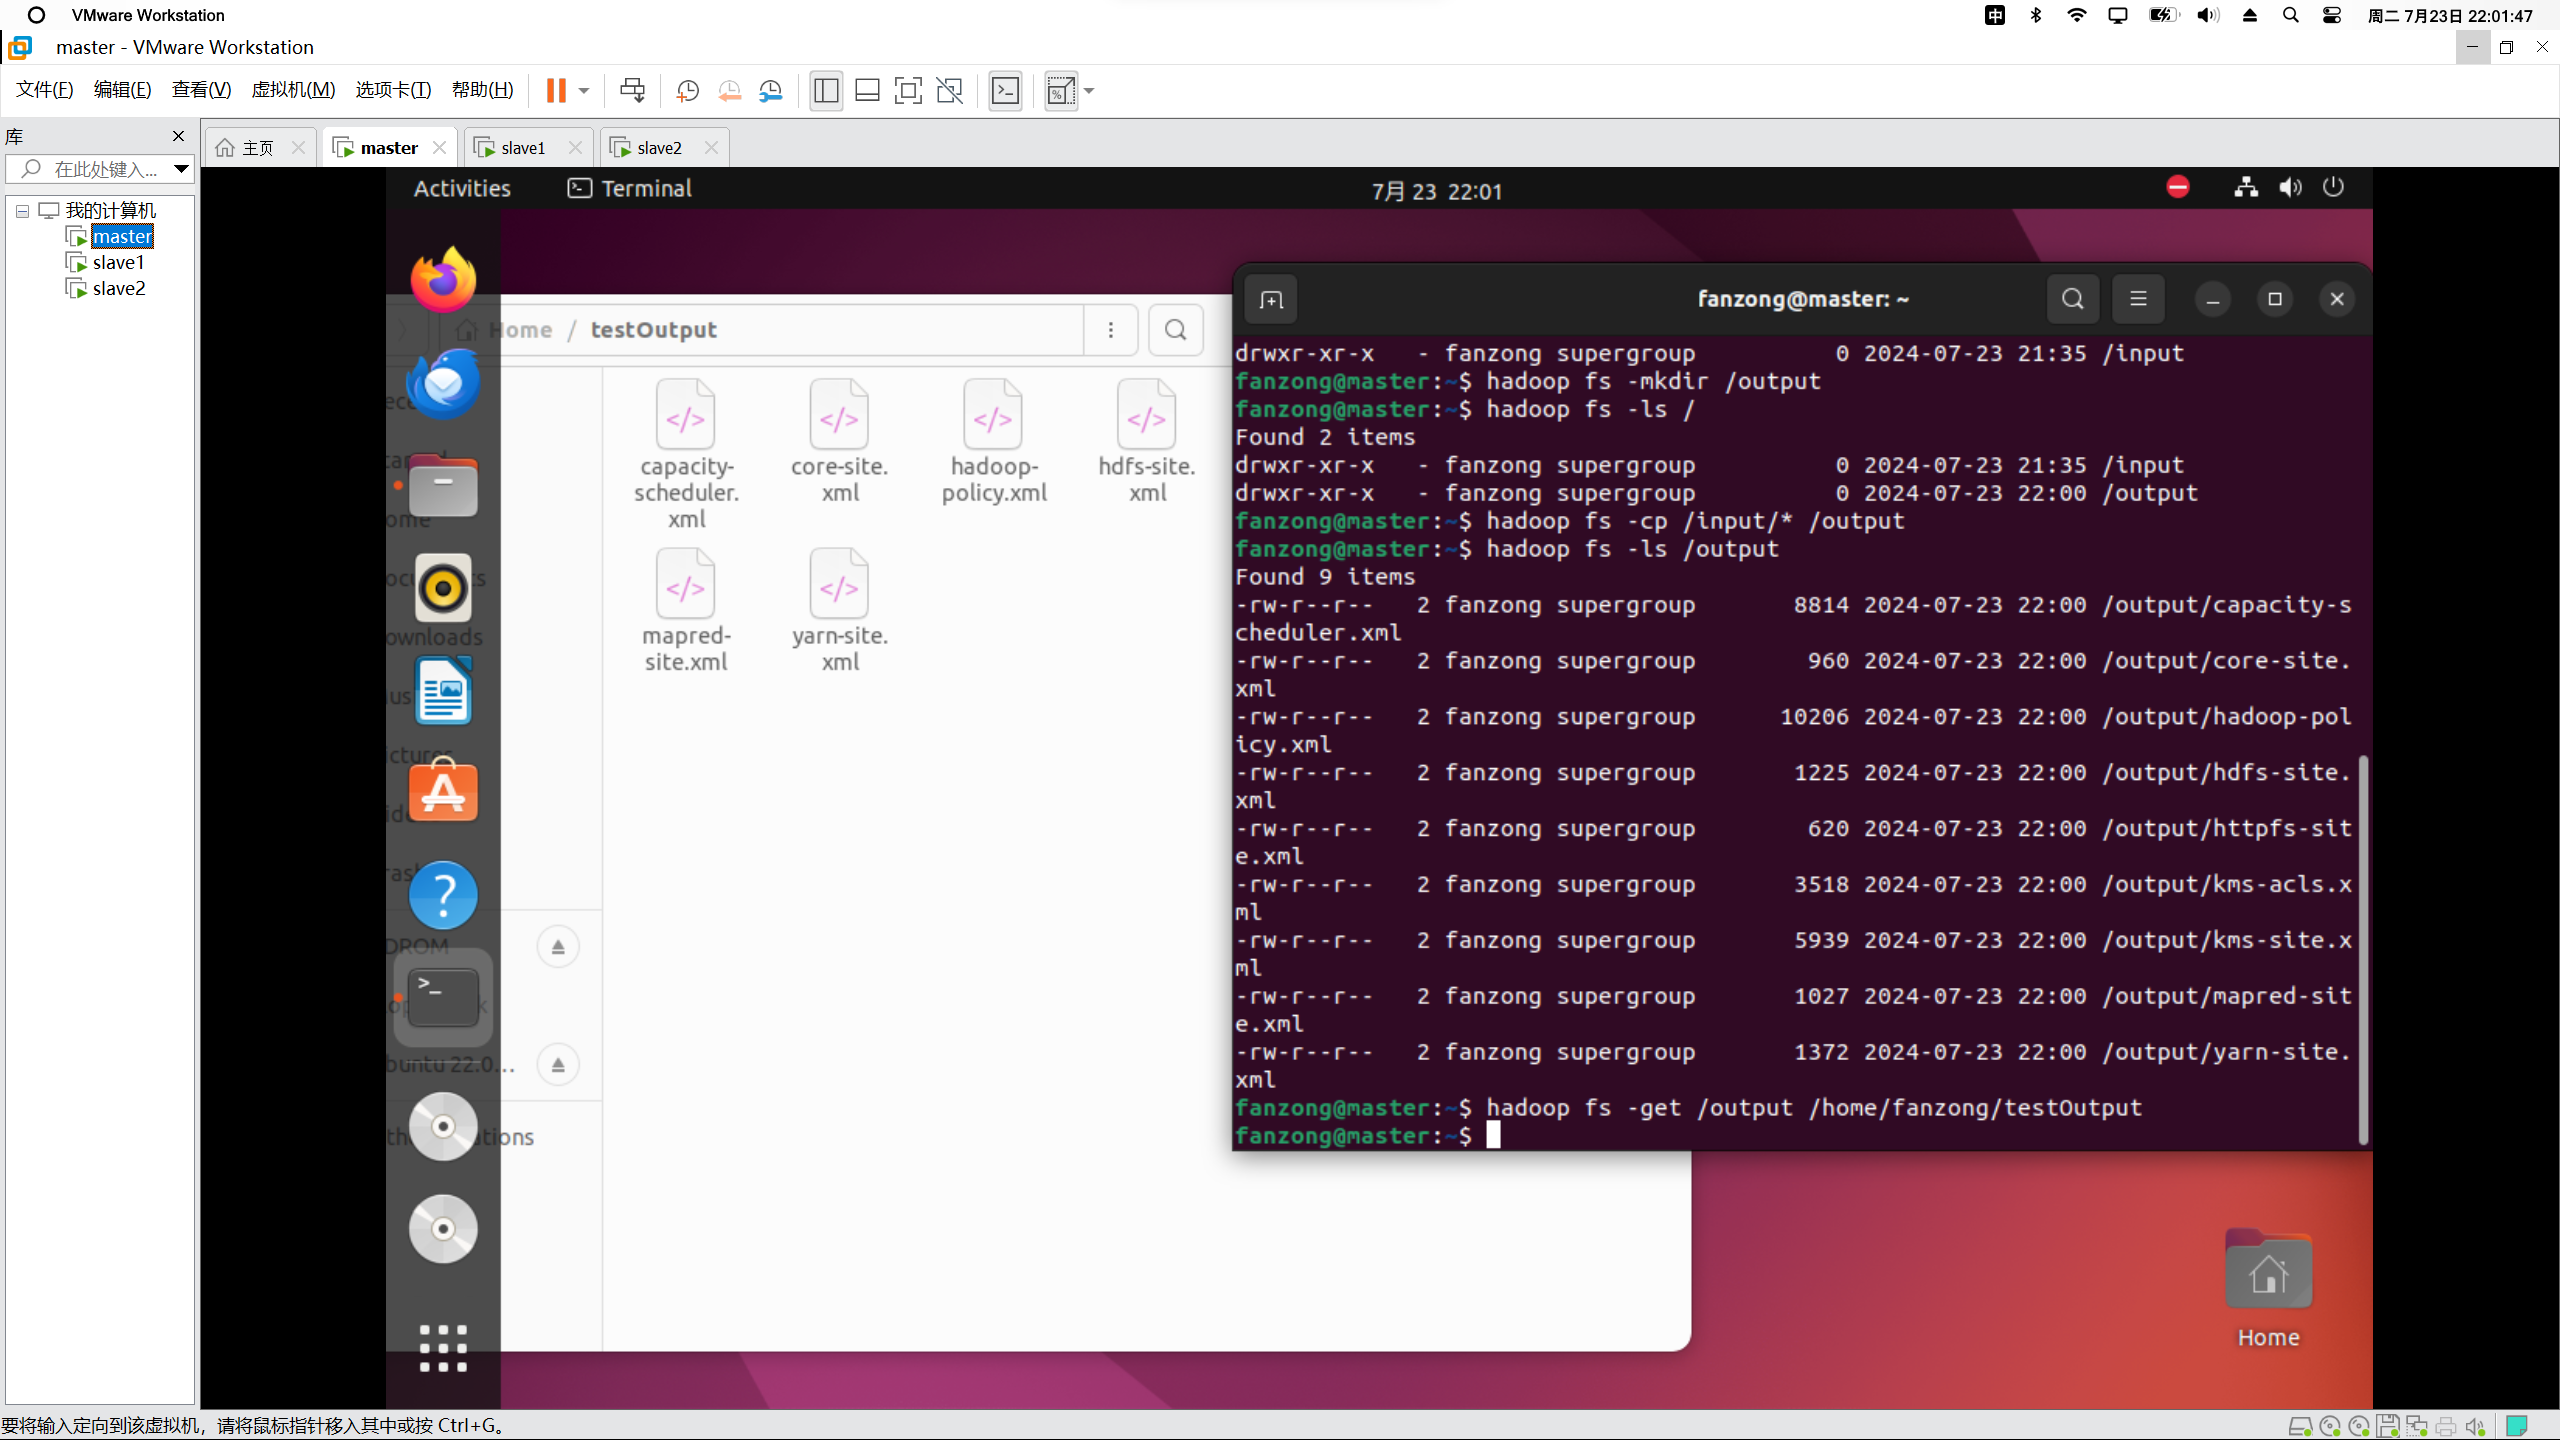 VMware Workstation
中
周二 7月23日 22:01:47
master - VMware Workstation
文件(F) 编辑(E) 查看(V) 虚拟机(M) 选项卡(T) 帮助(H)
库
主页 master slave1 slave2
在此处键入...
我的计算机
master
slave1
slave2
Activities Terminal 7月 23 22:01
Home / testOutput
capacity-
scheduler.
xml
core-site.
xml
hadoop-
policy.xml
hdfs-site.
xml
mapred-
site.xml
yarn-site.
xml
ownloads
DROM
buntu 22.0...
fanzong@master: ~
drwxr-xr-x - fanzong supergroup 0 2024-07-23 21:35 /input
fanzong@master:~$ hadoop fs -mkdir /output
fanzong@master:~$ hadoop fs -ls /
Found 2 items
drwxr-xr-x - fanzong supergroup 0 2024-07-23 21:35 /input
drwxr-xr-x - fanzong supergroup 0 2024-07-23 22:00 /output
fanzong@master:~$ hadoop fs -cp /input/* /output
fanzong@master:~$ hadoop fs -ls /output
Found 9 items
-rw-r--r-- 2 fanzong supergroup 8814 2024-07-23 22:00 /output/capacity-s
cheduler.xml
-rw-r--r-- 2 fanzong supergroup 960 2024-07-23 22:00 /output/core-site.
xml
-rw-r--r-- 2 fanzong supergroup 10206 2024-07-23 22:00 /output/hadoop-pol
icy.xml
-rw-r--r-- 2 fanzong supergroup 1225 2024-07-23 22:00 /output/hdfs-site.
xml
-rw-r--r-- 2 fanzong supergroup 620 2024-07-23 22:00 /output/httpfs-sit
e.xml
-rw-r--r-- 2 fanzong supergroup 3518 2024-07-23 22:00 /output/kms-acls.x
ml
-rw-r--r-- 2 fanzong supergroup 5939 2024-07-23 22:00 /output/kms-site.x
ml
-rw-r--r-- 2 fanzong supergroup 1027 2024-07-23 22:00 /output/mapred-sit
e.xml
-rw-r--r-- 2 fanzong supergroup 1372 2024-07-23 22:00 /output/yarn-site.
xml
fanzong@master:~$ hadoop fs -get /output /home/fanzong/testOutput
fanzong@master:~$
Home
要将输入定向到该虚拟机，请将鼠标指针移入其中或按 Ctrl+G。